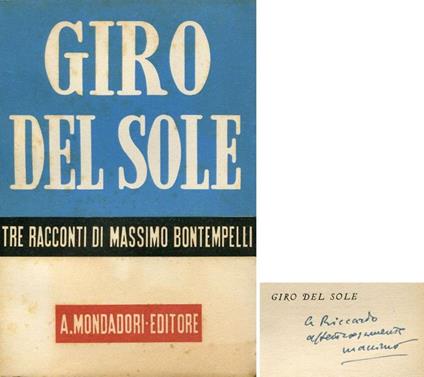 GIRO
DEL SOLE
TRE RACCONTI DI MASSIMO BONTEMPELLI
A. MONDADORI-EDITORE
GIRO DEL SOLE
a Riccardo
affettuosamente
massimo